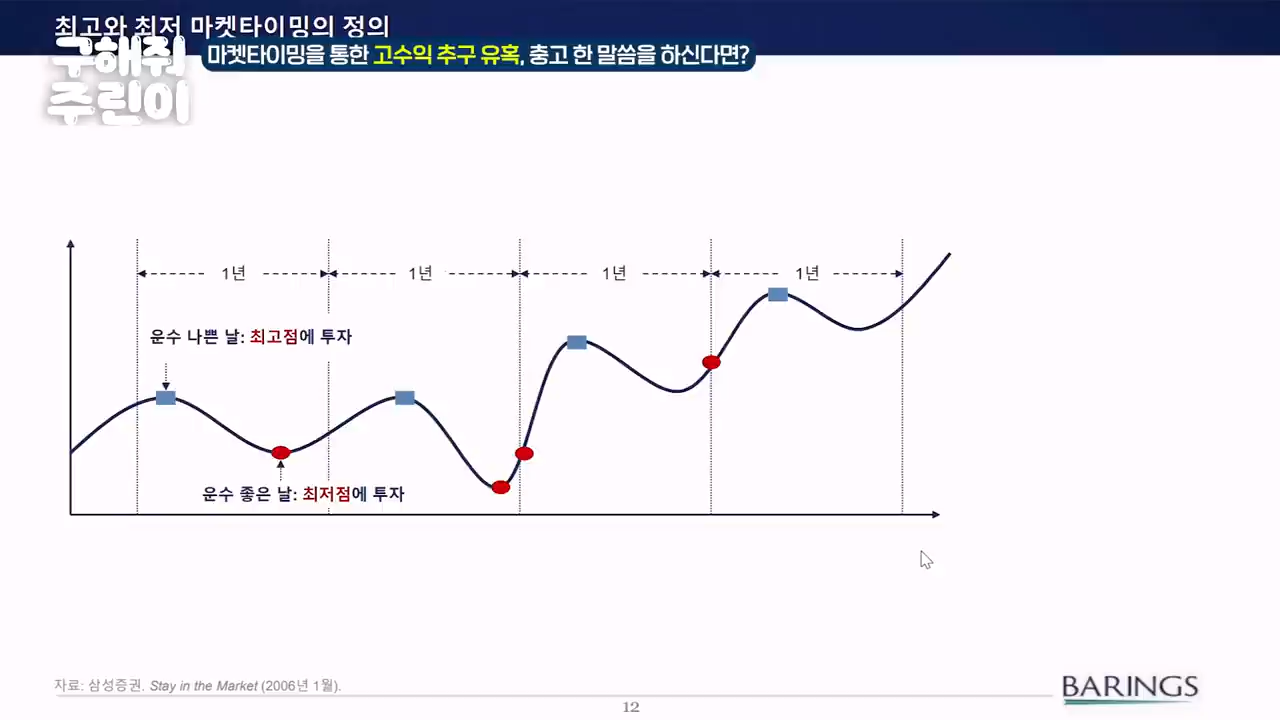 최고와 최저 마켓타이밍의 정의
구해줘
주린이
마켓타이밍을 통한 고수익 추구 유혹, 충고 한 말씀을 하신다면?
1년 1년 1년 1년
운수 나쁜 날: 최고점에 투자
운수 좋은 날: 최저점에 투자
자료: 삼성증권. Stay in the Market (2006년 1월).
12
BARINGS